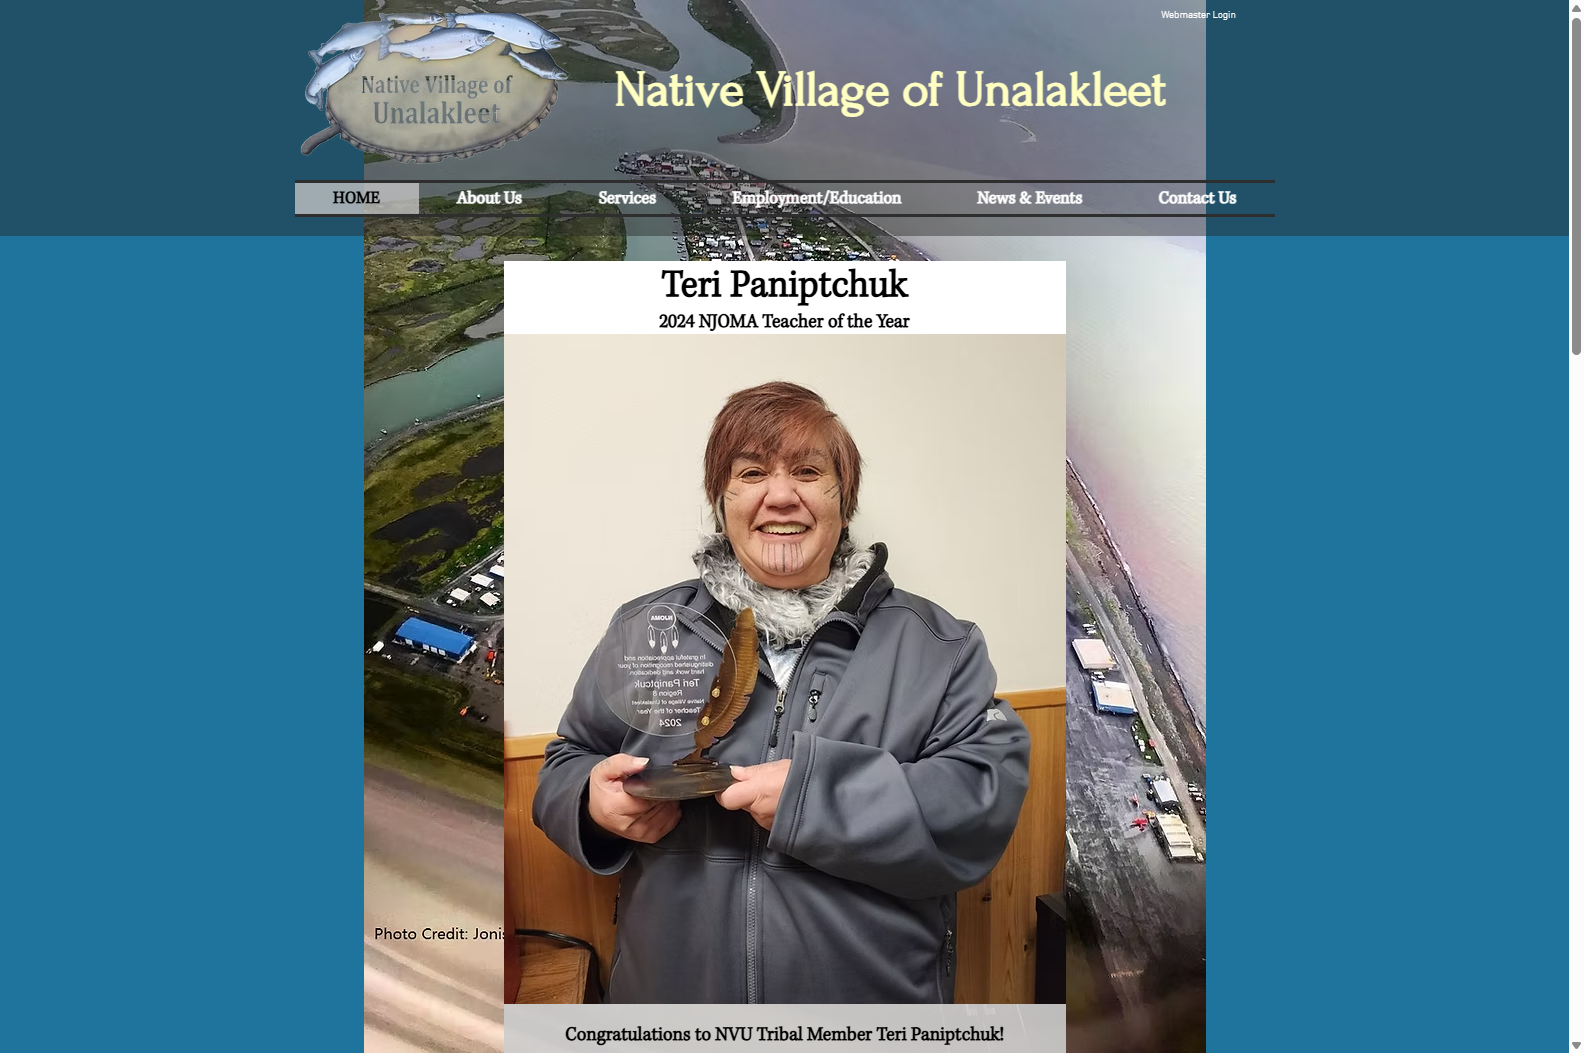 Webmaster Login
Native Village of
Unalakleet
Native Village of Unalakleet
HOME
About Us
Services
Employment/Education
News & Events
Contact Us
Teri Paniptchuk
2024 NJOMA Teacher of the Year
NJOMA
In grateful appreciation and
distinguished recognition of your
hard work and dedication
Teri Paniptcuk
Region 8
Native Village of Unalakleet
Teacher of the Year
2024
Photo Credit: Jonis
Congratulations to NVU Tribal Member Teri Paniptchuk!